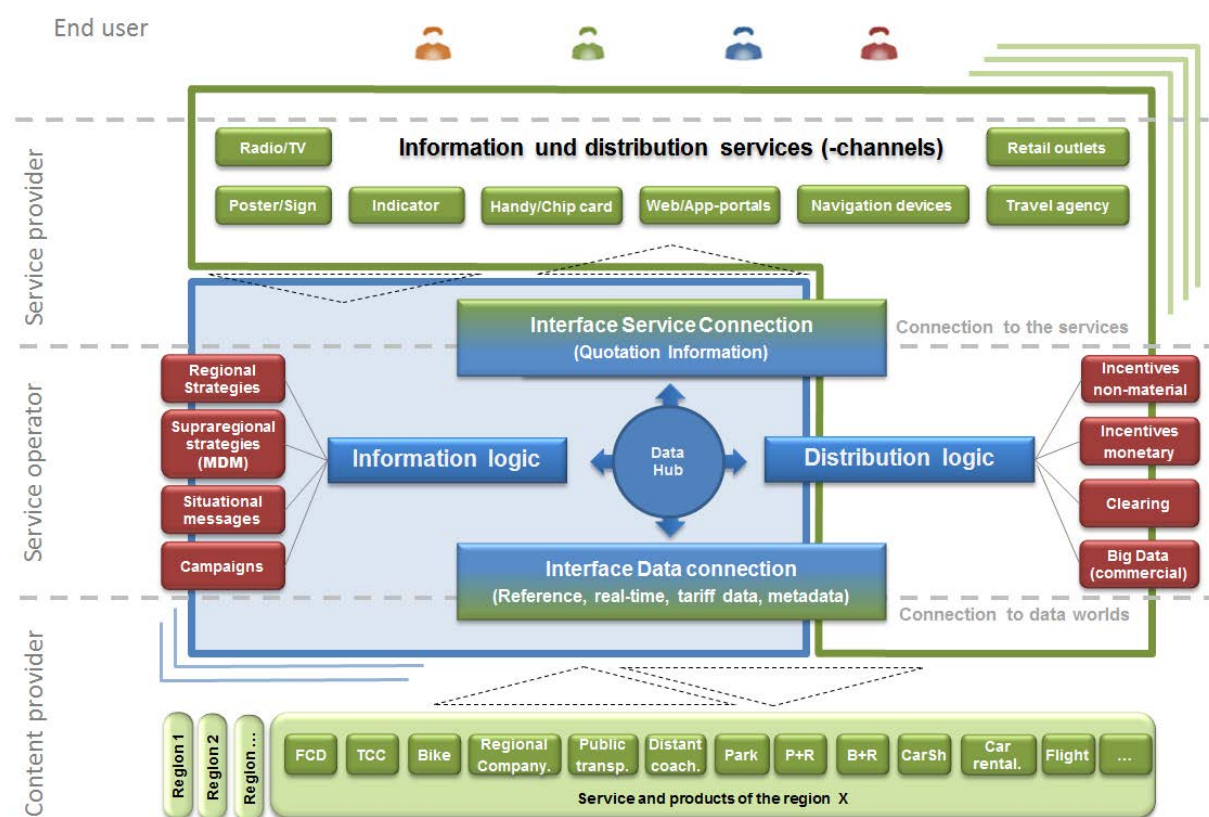 End user
Service provider
Radio/TV
Information und distribution services (-channels)
Retail outlets
Poster/Sign
Indicator
Handy/Chip card
Web/App-portals
Navigation devices
Travel agency
Interface Service Connection
(Quotation Information)
Connection to the services
Service operator
Regional
Strategies
Supraregional
strategies
(MDM)
Situational
messages
Campaigns
Information logic
Data
Hub
Distribution logic
Incentives
non-material
Incentives
monetary
Clearing
Big Data
(commercial)
Interface Data connection
(Reference, real-time, tariff data, metadata)
Connection to data worlds
Content provider
Region 1
Region 2
Region ...
FCD
TCC
Bike
Regional
Company.
Public
transp.
Distant
coach.
Park
P+R
B+R
CarSh
Car
rental.
Flight
...
Service and products of the region X